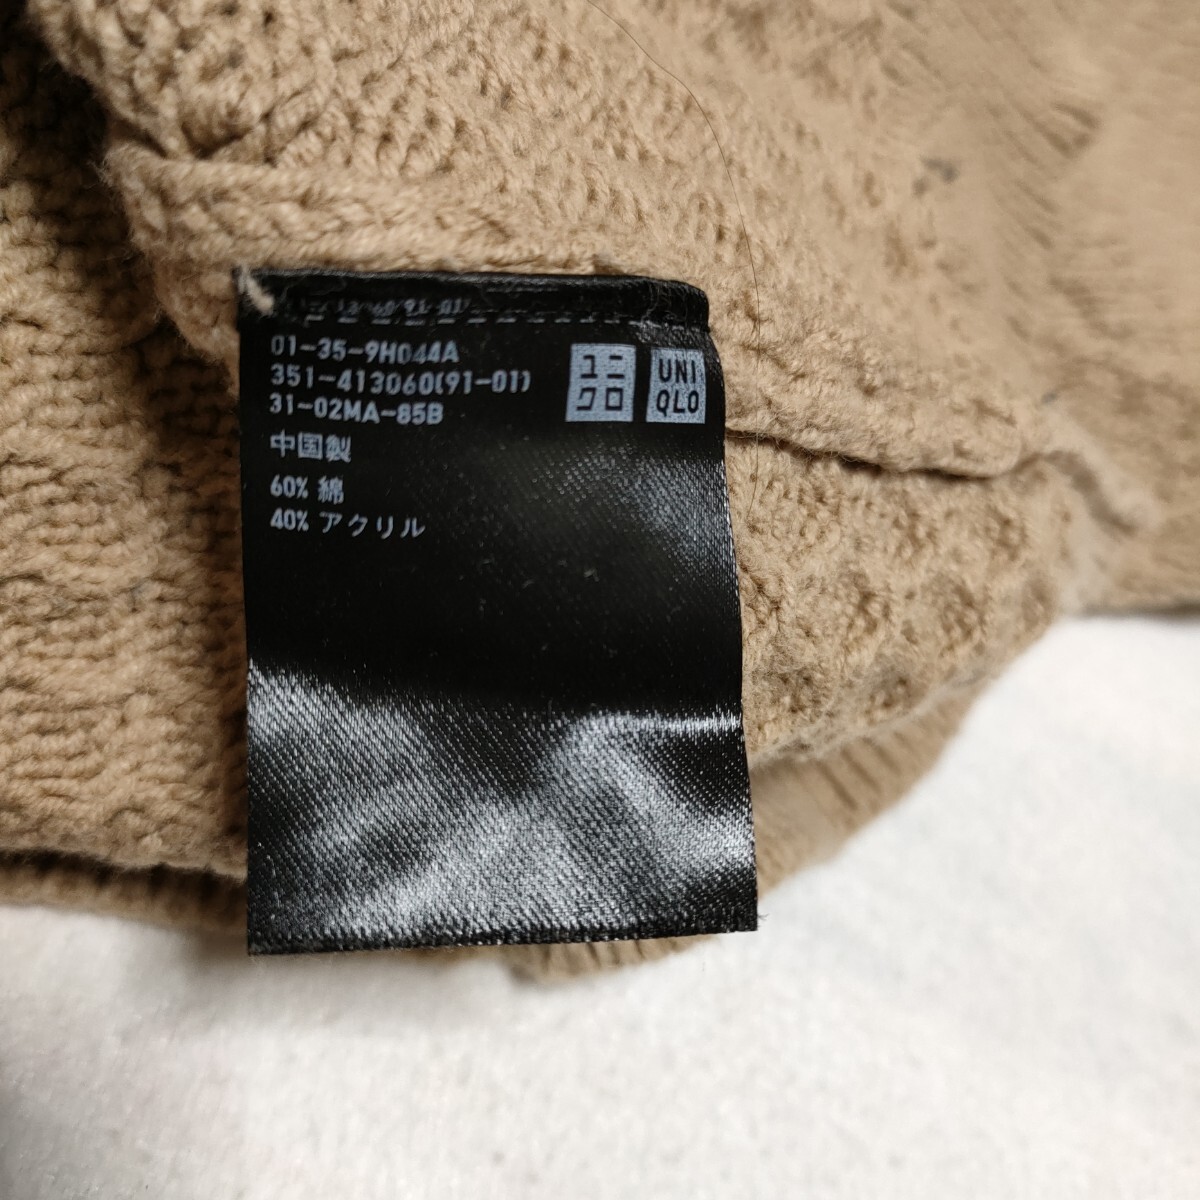 01-35-9H044A
351-413060(91-01)
31-02MA-85B
中国製
60% 綿
40% アクリル
ユニ
クロ
UNI
QLO